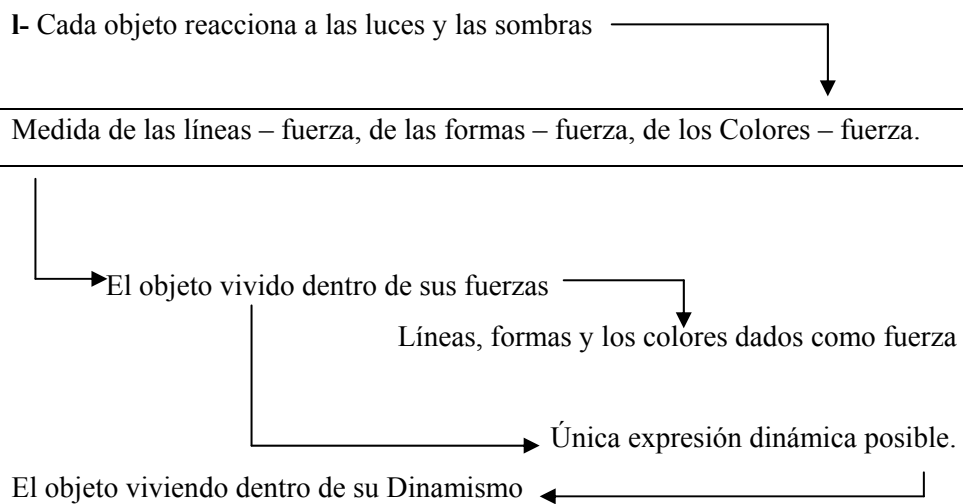 I- Cada objeto reacciona a las luces y las sombras
Medida de las líneas – fuerza, de las formas – fuerza, de los Colores – fuerza.
El objeto vivido dentro de sus fuerzas
Líneas, formas y los colores dados como fuerza
Única expresión dinámica posible.
El objeto viviendo dentro de su Dinamismo